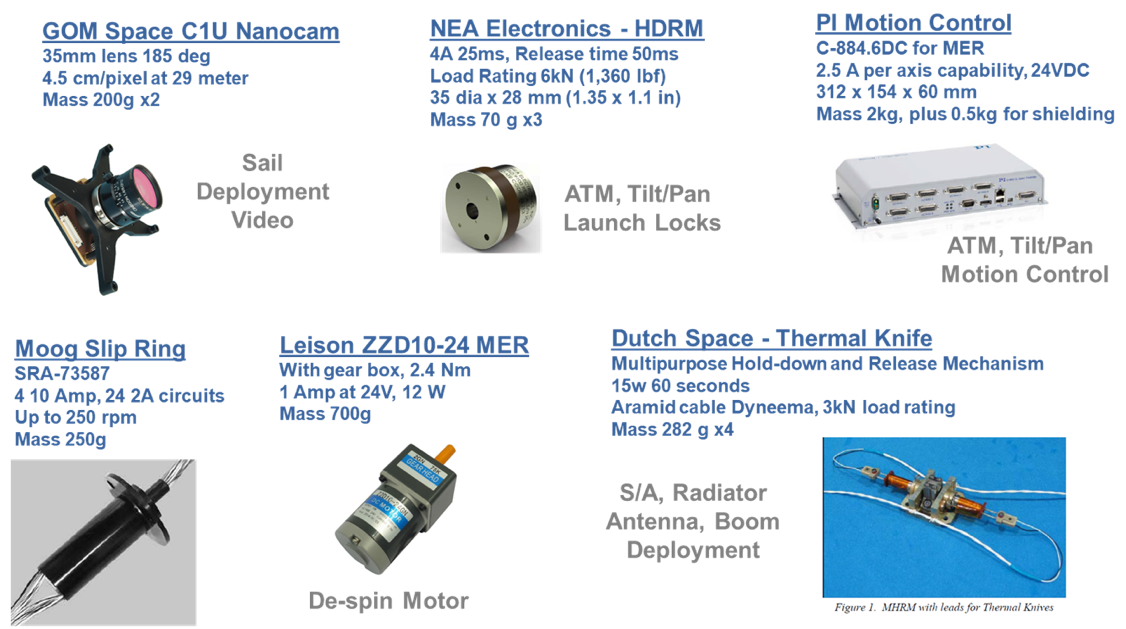 GOM Space C1U Nanocam
35mm lens 185 deg
4.5 cm/pixel at 29 meter
Mass 200g x2
Sail
Deployment
Video
NEA Electronics - HDRM
4A 25ms, Release time 50ms
Load Rating 6kN (1,360 lbf)
35 dia x 28 mm (1.35 x 1.1 in)
Mass 70 g x3
ATM, Tilt/Pan
Launch Locks
PI Motion Control
C-884.6DC for MER
2.5 A per axis capability, 24VDC
312 x 154 x 60 mm
Mass 2kg, plus 0.5kg for shielding
PI
ATM, Tilt/Pan
Motion Control
Moog Slip Ring
SRA-73587
4 10 Amp, 24 2A circuits
Up to 250 rpm
Mass 250g
Leison ZZD10-24 MER
With gear box, 2.4 Nm
1 Amp at 24V, 12 W
Mass 700g
GEAR HEAD
DC MOTOR
De-spin Motor
Dutch Space - Thermal Knife
Multipurpose Hold-down and Release Mechanism
15w 60 seconds
Aramid cable Dyneema, 3kN load rating
Mass 282 g x4
S/A, Radiator
Antenna, Boom
Deployment
Figure 1. MHRM with leads for Thermal Knives